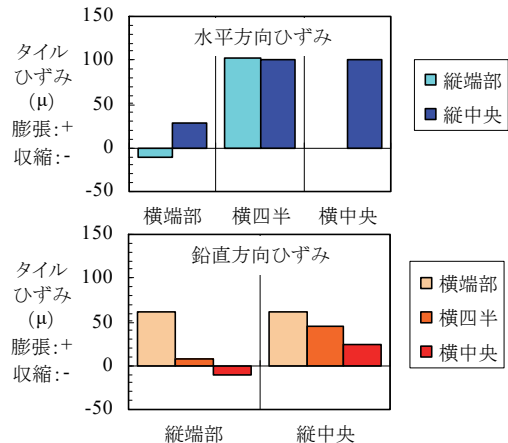 水平方向ひずみ
タイル
ひずみ
(μ)
膨張:+
収縮:-
150
100
50
0
-50
横端部
横四半
横中央
縦端部
縦中央
鉛直方向ひずみ
タイル
ひずみ
(μ)
膨張:+
収縮:-
150
100
50
0
-50
縦端部
縦中央
横端部
横四半
横中央